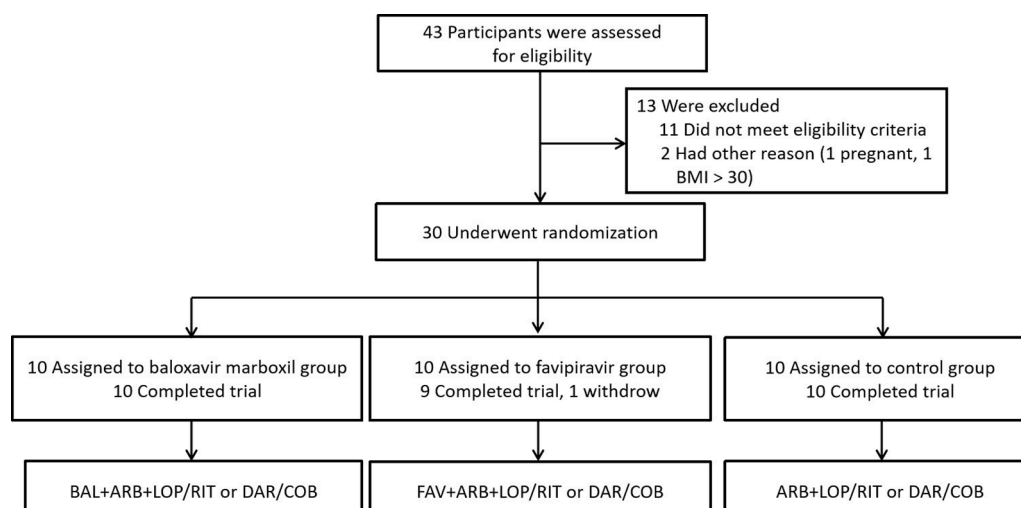 43 Participants were assessed
for eligibility
13 Were excluded
11 Did not meet eligibility criteria
2 Had other reason (1 pregnant, 1
BMI > 30)
30 Underwent randomization
10 Assigned to baloxavir marboxil group
10 Completed trial
10 Assigned to favipiravir group
9 Completed trial, 1 withdrow
10 Assigned to control group
10 Completed trial
BAL+ARB+LOP/RIT or DAR/COB
FAV+ARB+LOP/RIT or DAR/COB
ARB+LOP/RIT or DAR/COB